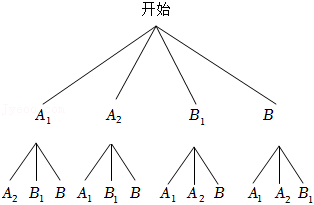 开始
A₁ A₂ B₁ B
A₂ B₁ B A₁ B₁ B A₁ A₂ B A₁ A₂ B₁